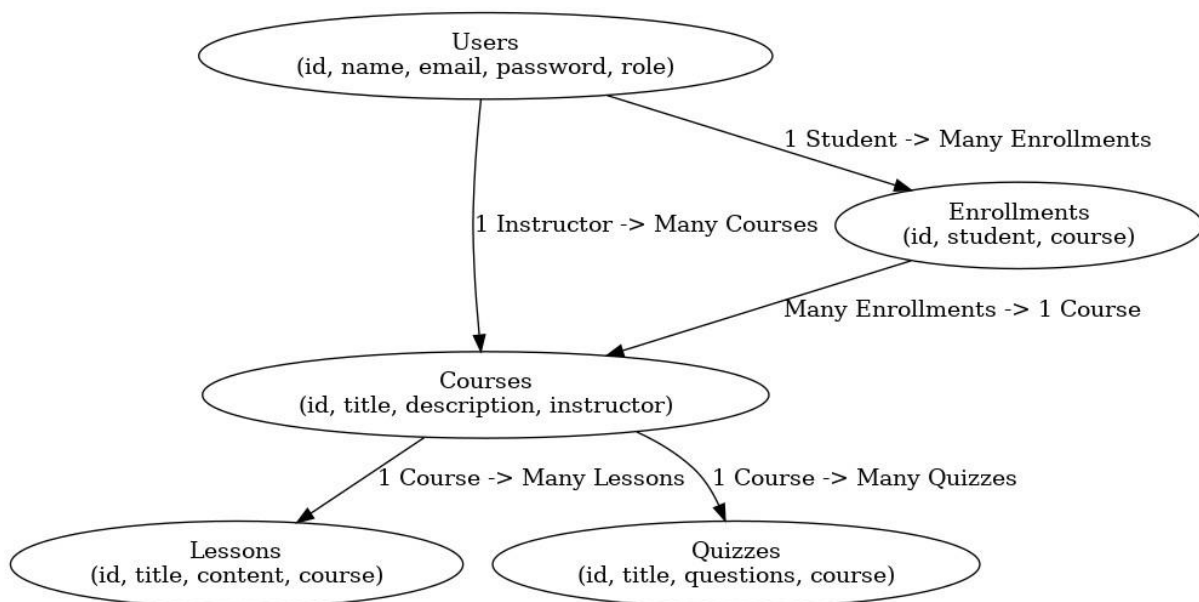 Users
(id, name, email, password, role)
1 Student -> Many Enrollments
1 Instructor -> Many Courses
Enrollments
(id, student, course)
Many Enrollments -> 1 Course
Courses
(id, title, description, instructor)
1 Course -> Many Lessons
1 Course -> Many Quizzes
Lessons
(id, title, content, course)
Quizzes
(id, title, questions, course)